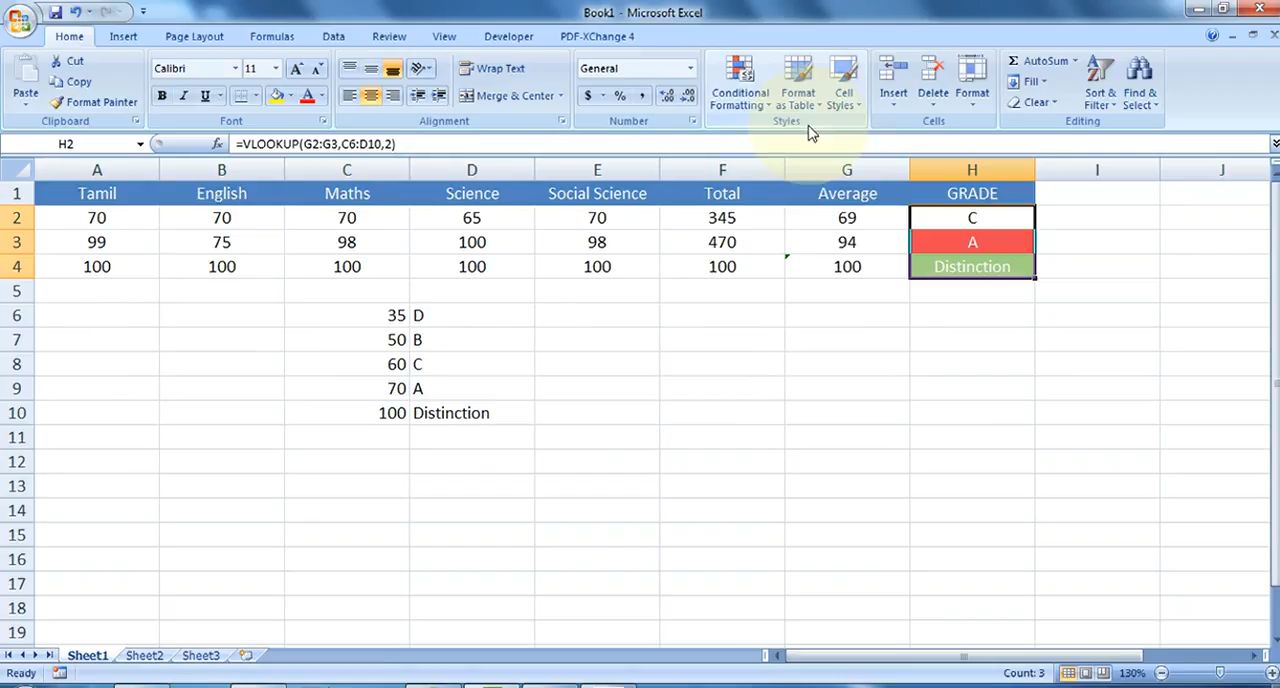 Book1 - Microsoft Excel
Home Insert Page Layout Formulas Data Review View Developer PDF-XChange 4
Paste
Cut
Copy
Format Painter
Clipboard
Calibri 11
B I U
Font
Wrap Text
Merge & Center
Alignment
General
$ % ,
Number
Conditional Formatting
Format as Table
Cell Styles
Styles
Insert Delete Format
Cells
Σ AutoSum
Fill
Clear
Sort & Filter
Find & Select
Editing
H2 fx =VLOOKUP(G2:G3,C6:D10,2)
A B C D E F G H I J
1 Tamil English Maths Science Social Science Total Average GRADE
2 70 70 70 65 70 345 69 C
3 99 75 98 100 98 470 94 A
4 100 100 100 100 100 100 100 Distinction
5
6 35 D
7 50 B
8 60 C
9 70 A
10 100 Distinction
11
12
13
14
15
16
17
18
19
Sheet1 Sheet2 Sheet3
Ready Count: 3 130%